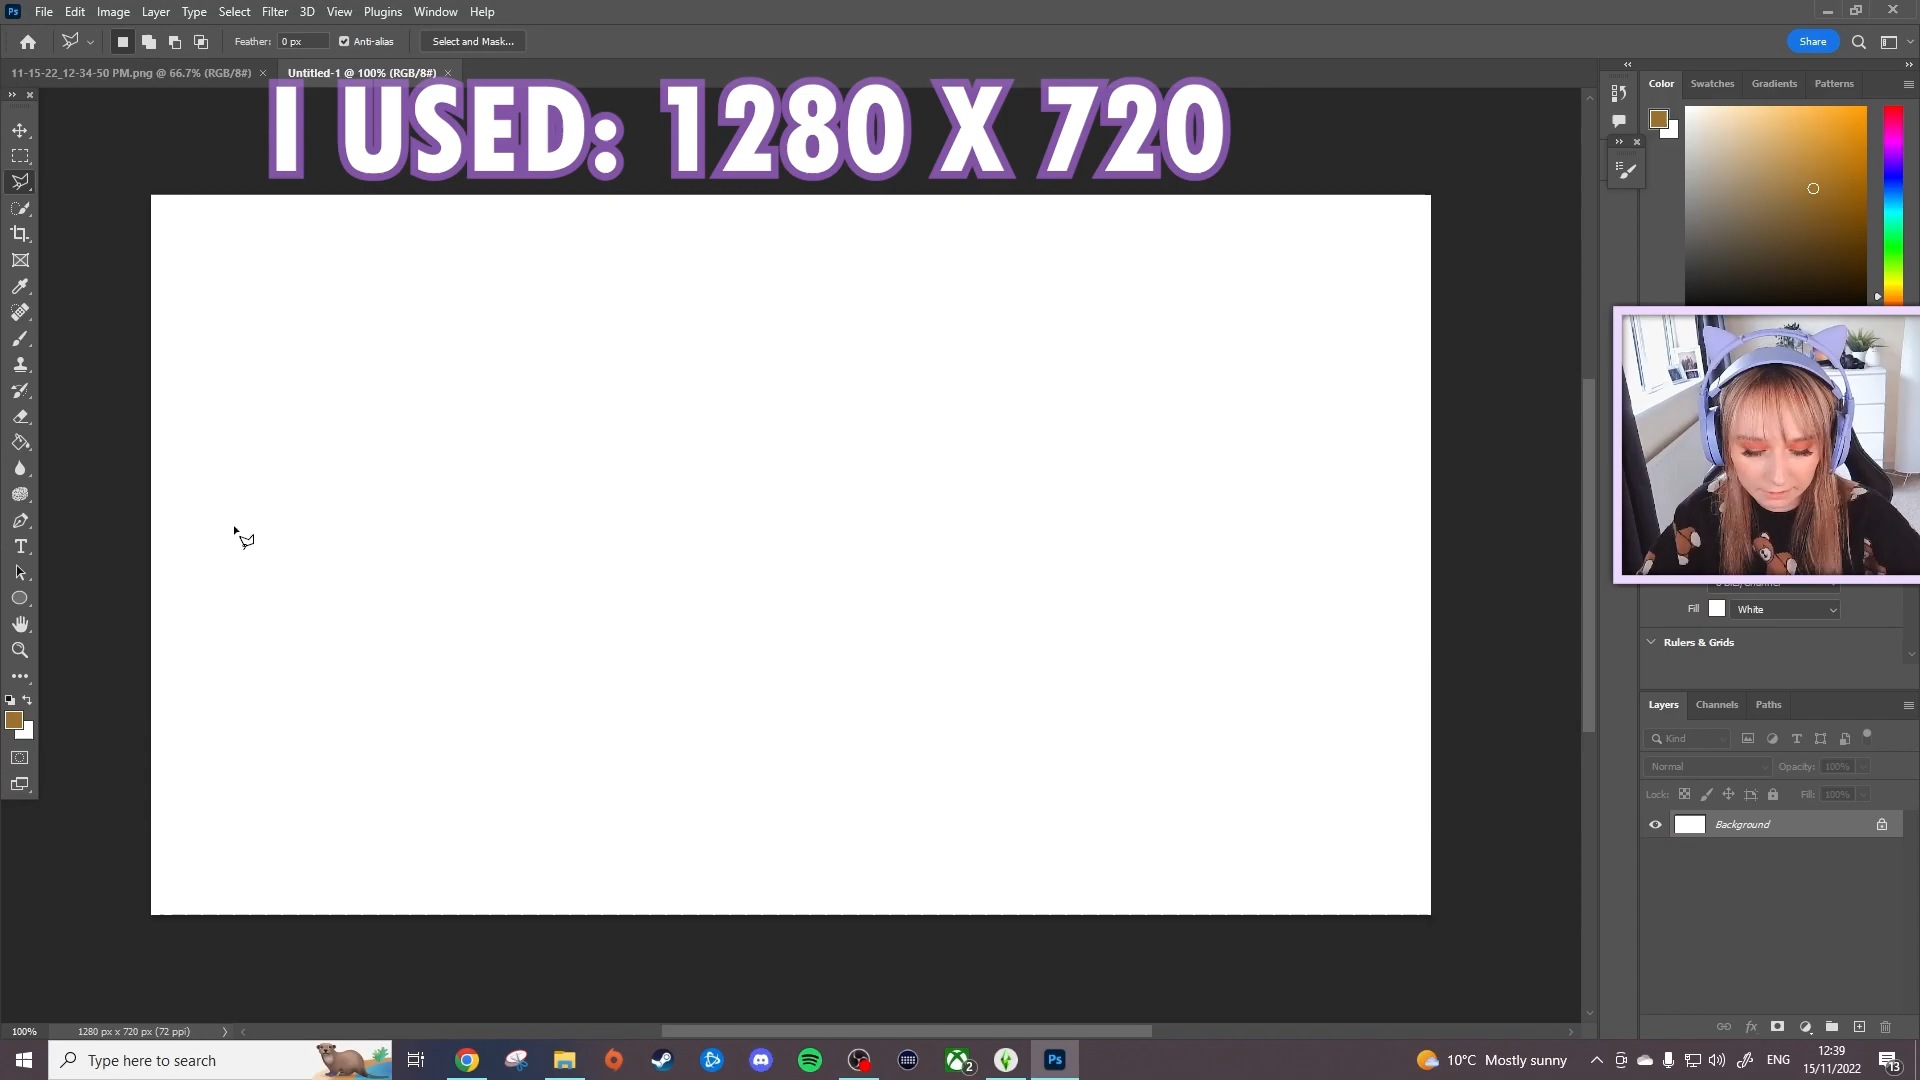 Ps File Edit Image Layer Type Select Filter 3D View Plugins Window Help
Feather: 0 px Anti-alias Select and Mask... Share
11-15-22_12-34-50 PM.png @ 66.7% (RGB/8#) Untitled-1 @ 100% (RGB/8#)
Color Swatches Gradients Patterns
I USED: 1280 X 720
Fill White
Rulers & Grids
Layers Channels Paths
Kind
Normal Opacity: 100%
Lock: Fill: 100%
Background
100% 1280 px x 720 px (72 ppi)
Type here to search
2
Ps
10°C Mostly sunny
ENG
12:39
15/11/2022
13